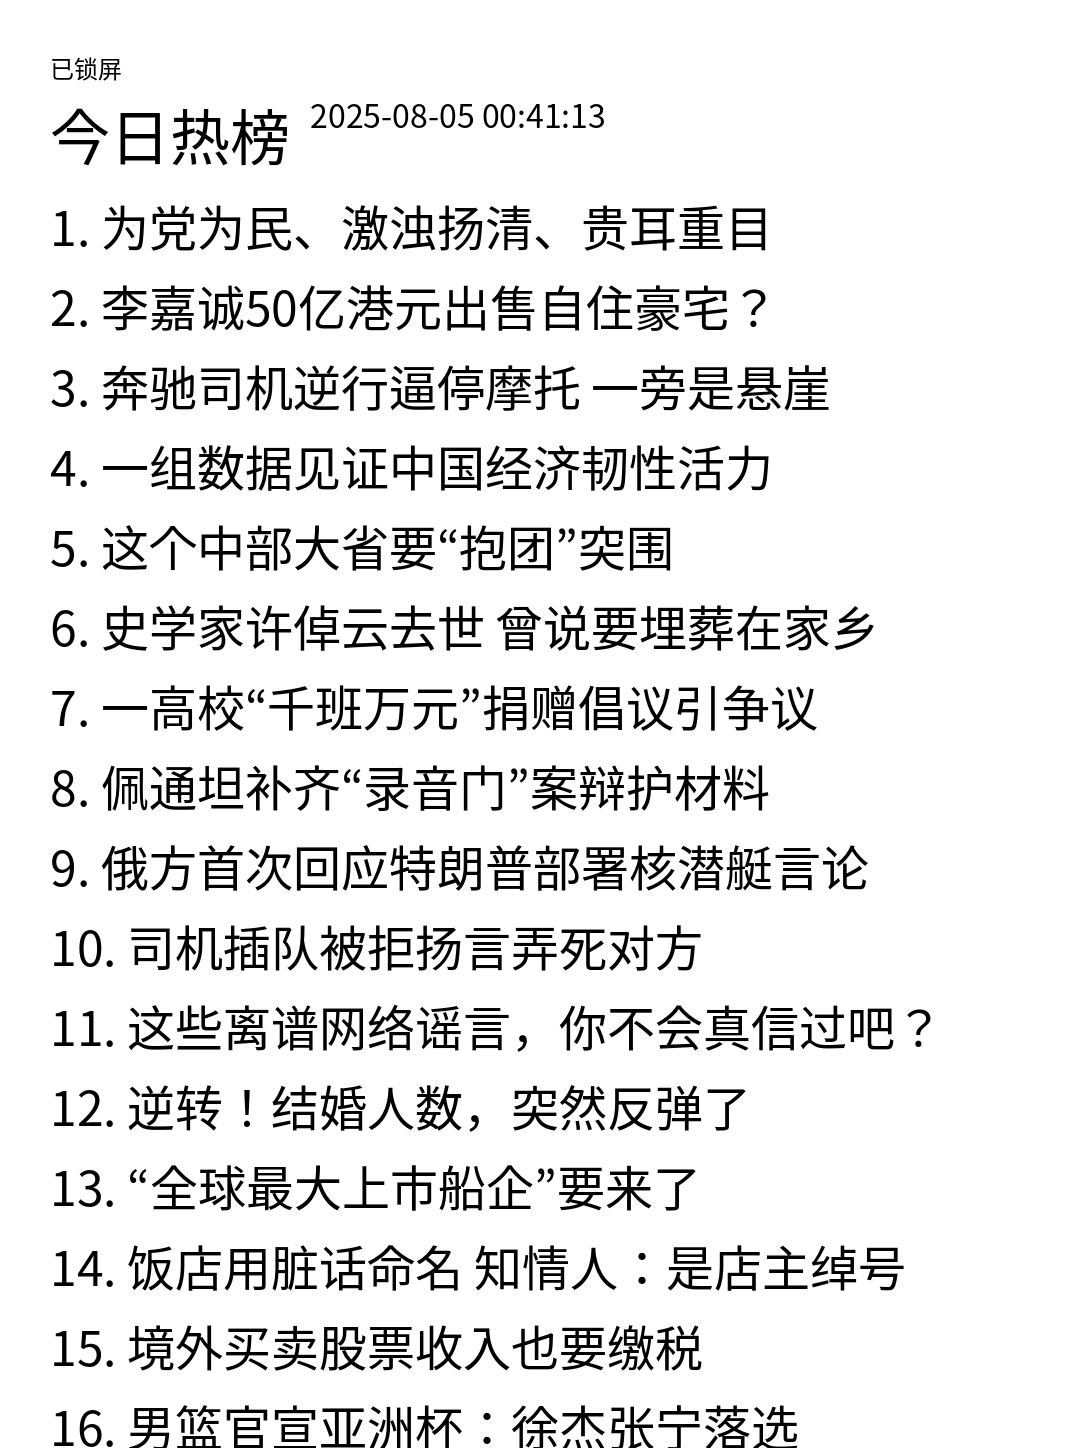 已锁屏
今日热榜 2025-08-05 00:41:13
1. 为党为民、激浊扬清、贵耳重目
2. 李嘉诚50亿港元出售自住豪宅？
3. 奔驰司机逆行逼停摩托 一旁是悬崖
4. 一组数据见证中国经济韧性活力
5. 这个中部大省要“抱团”突围
6. 史学家许倬云去世 曾说要埋葬在家乡
7. 一高校“千班万元”捐赠倡议引争议
8. 佩通坦补齐“录音门”案辩护材料
9. 俄方首次回应特朗普部署核潜艇言论
10. 司机插队被拒扬言弄死对方
11. 这些离谱网络谣言，你不会真信过吧？
12. 逆转！结婚人数，突然反弹了
13. “全球最大上市船企”要来了
14. 饭店用脏话命名 知情人：是店主绰号
15. 境外买卖股票收入也要缴税
16. 男篮官宣亚洲杯：徐杰张宁落选